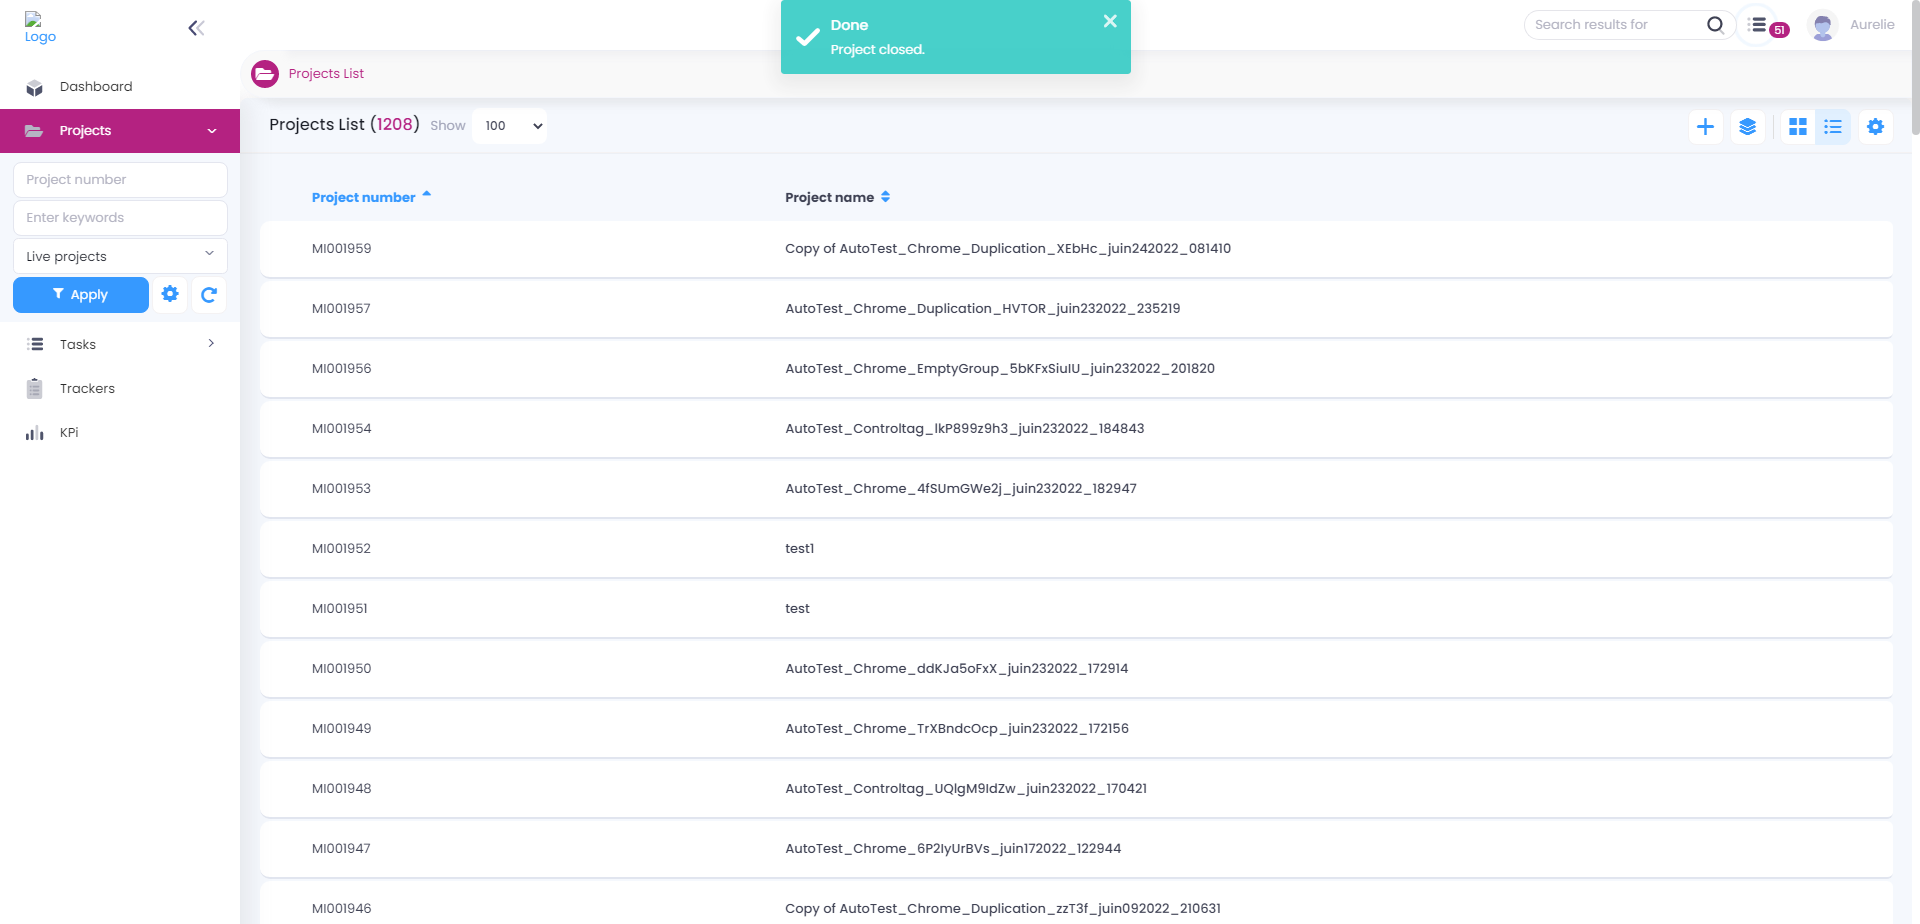 Logo
Done
Project closed.
Search results for
51
Aurelie
Dashboard
Projects
Project number
Enter keywords
Live projects
Apply
Tasks
Trackers
KPi
Projects List
Projects List (1208) Show 100
Project number Project name
MI001959 Copy of AutoTest_Chrome_Duplication_XEbHc_juin242022_081410
MI001957 AutoTest_Chrome_Duplication_HVTOR_juin232022_235219
MI001956 AutoTest_Chrome_EmptyGroup_5bKFxSiuIU_juin232022_201820
MI001954 AutoTest_Controltag_lkP899z9h3_juin232022_184843
MI001953 AutoTest_Chrome_4fSUmGWe2j_juin232022_182947
MI001952 test1
MI001951 test
MI001950 AutoTest_Chrome_ddKJa5oFxX_juin232022_172914
MI001949 AutoTest_Chrome_TrXBndcOcp_juin232022_172156
MI001948 AutoTest_Controltag_UQlgM9IdZw_juin232022_170421
MI001947 AutoTest_Chrome_6P2IyUrBVs_juin172022_122944
MI001946 Copy of AutoTest_Chrome_Duplication_zzT3f_juin092022_210631